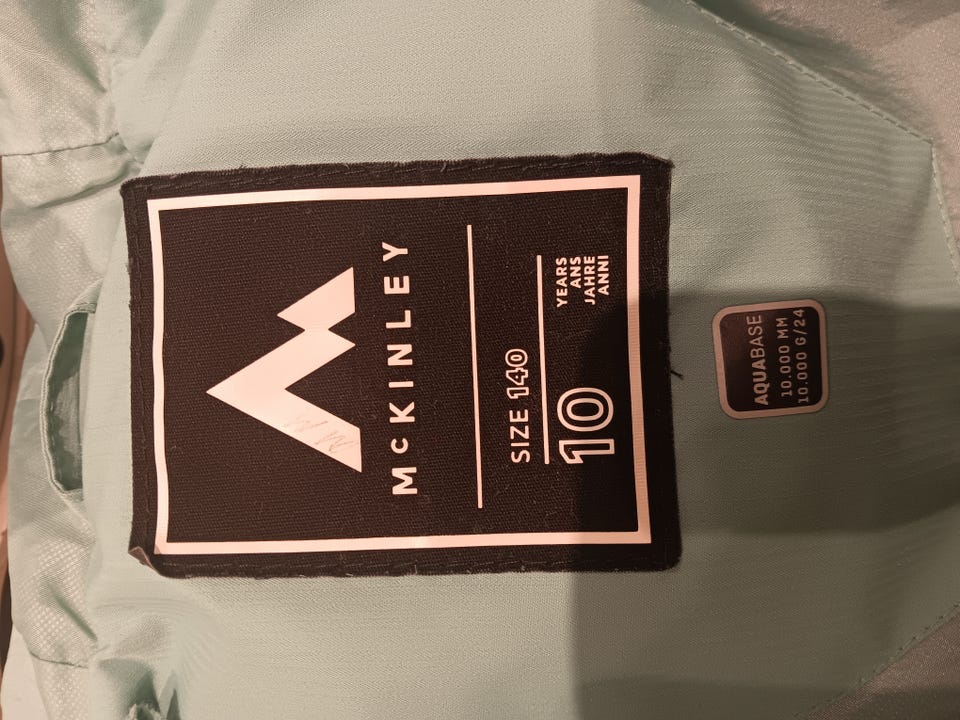 McKINLEY
SIZE 140
10
YEARS
ANS
JAHRE
ANNI
AQUABASE
10.000 MM
10.000 G/24